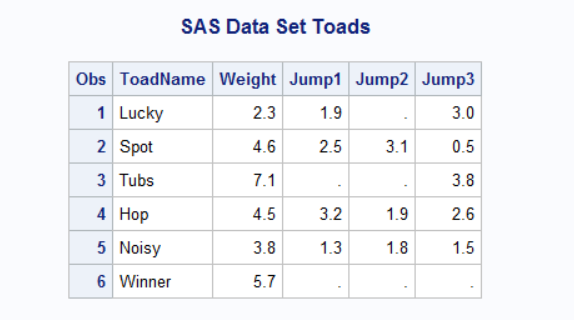 SAS Data Set Toads
Obs ToadName Weight Jump1 Jump2 Jump3
1 Lucky 2.3 1.9 . 3.0
2 Spot 4.6 2.5 3.1 0.5
3 Tubs 7.1 . . 3.8
4 Hop 4.5 3.2 1.9 2.6
5 Noisy 3.8 1.3 1.8 1.5
6 Winner 5.7 . . .